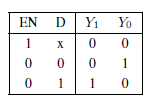 EN D Y₁ Y₀
1 x 0 0
0 0 0 1
0 1 1 0